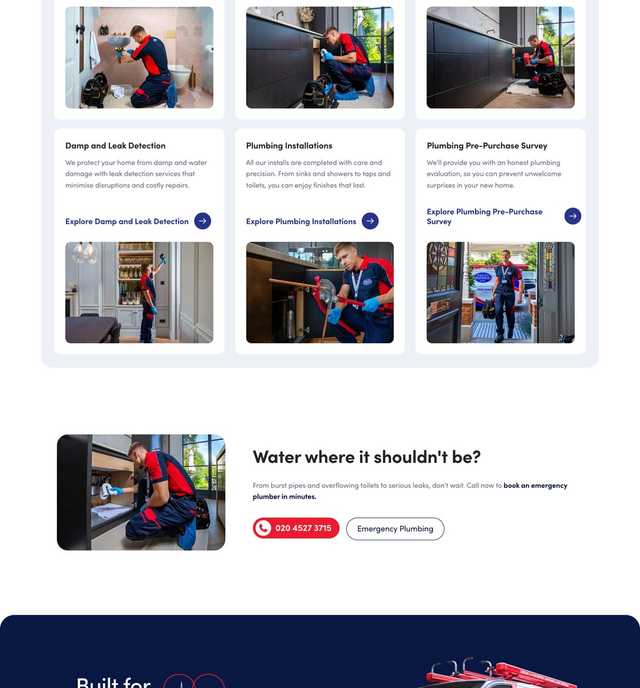 Damp and Leak Detection
We protect your home from damp and water
damage with leak detection services that
minimise disruptions and costly repairs.
Explore Damp and Leak Detection
Plumbing Installations
All our installs are completed with care and
precision. From sinks and showers to taps and
toilets, you can enjoy finishes that last.
Explore Plumbing Installations
Plumbing Pre-Purchase Survey
We'll provide you with an honest plumbing
evaluation, so you can prevent unwelcome
surprises in your new home.
Explore Plumbing Pre-Purchase
Survey
Water where it shouldn't be?
From burst pipes and overflowing toilets to serious leaks, don't wait. Call now to book an emergency
plumber in minutes.
020 4527 3715
Emergency Plumbing
Built for